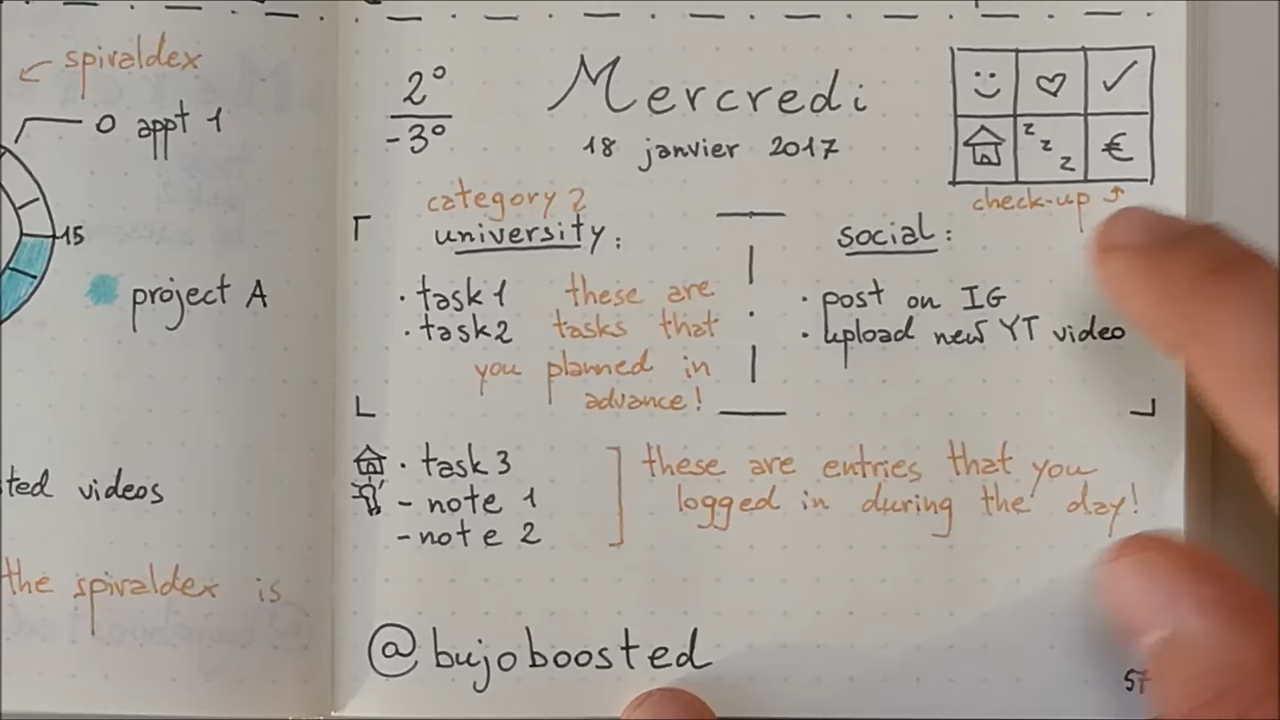 spiraldex
appt 1
15
project A
ted videos
the spiraldex is
2°
-3°
Mercredi
18 janvier 2017
z z z
€
check-up
category 2
university:
• task 1
• task2
these are
tasks that
you planned in
advance!
social:
• post on IG
• upload new YT video
• task 3
- note 1
- note 2
these are entries that you
logged in during the day!
@bujoboosted
57